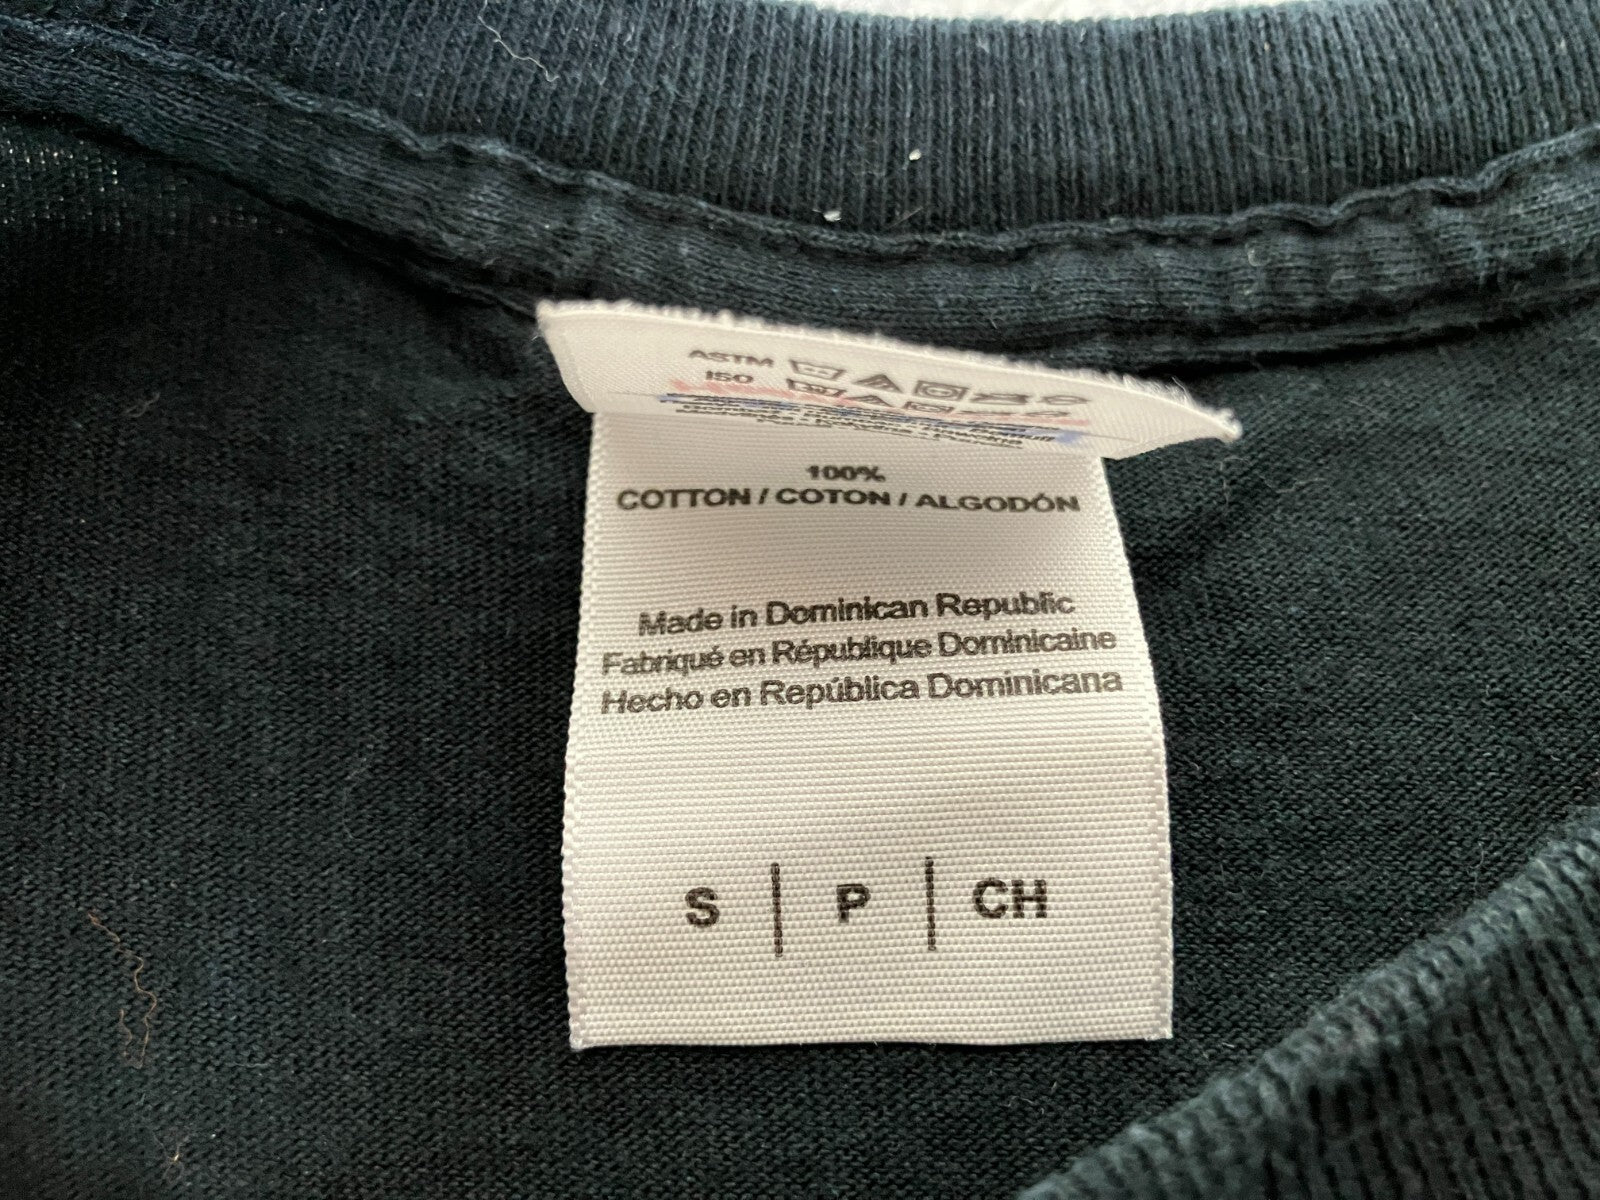 ASTM
ISO
100%
COTTON / COTON / ALGODÓN
Made in Dominican Republic
Fabriqué en République Dominicaine
Hecho en República Dominicana
S | P | CH